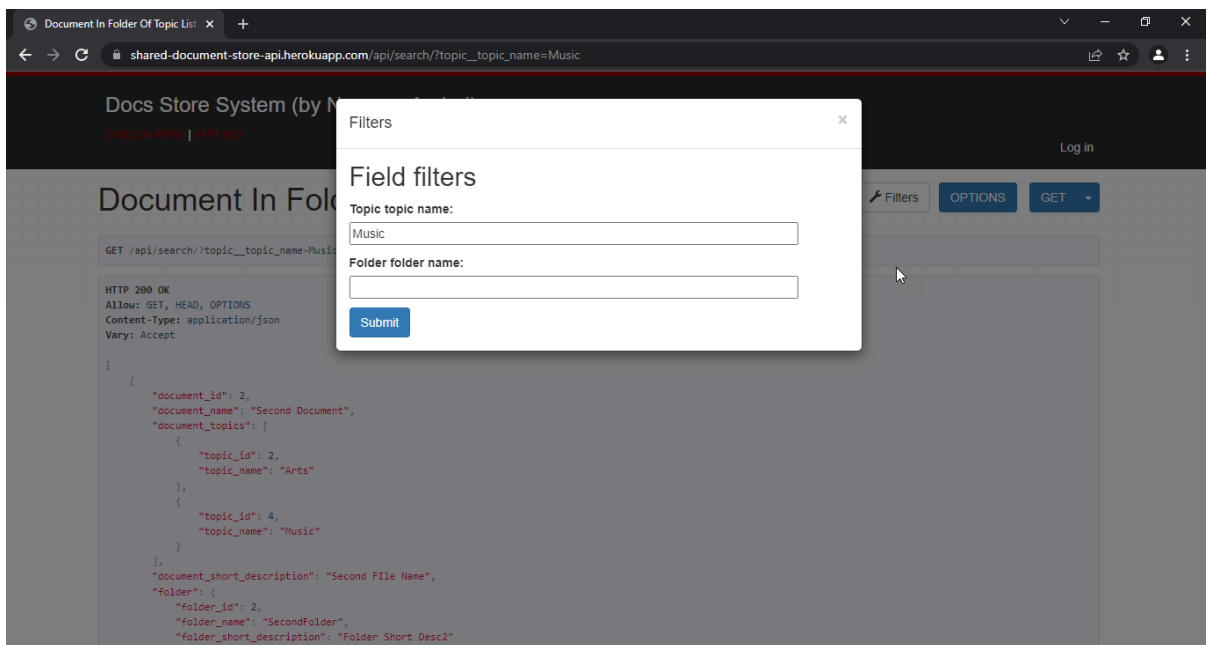 Document In Folder Of Topic List
shared-document-store-api.herokuapp.com/api/search/?topic__topic_name=Music
Docs Store System (by
|
Log in
Filters
×
Field filters
Topic topic name:
Music
Folder folder name:
Submit
Document In
Filters
OPTIONS
GET
GET /api/search/?topic__topic_name=Music
HTTP 200 OK
Allow: GET, HEAD, OPTIONS
Content-Type: application/json
Vary: Accept
[
{
"document_id": 2,
"document_name": "Second Document",
"document_topics": [
{
"topic_id": 2,
"topic_name": "Arts"
},
{
"topic_id": 4,
"topic_name": "Music"
}
],
"document_short_description": "Second FIle Name",
"folder": {
"folder_id": 2,
"folder_name": "SecondFolder",
"folder_short_description": "Folder Short Desc2"